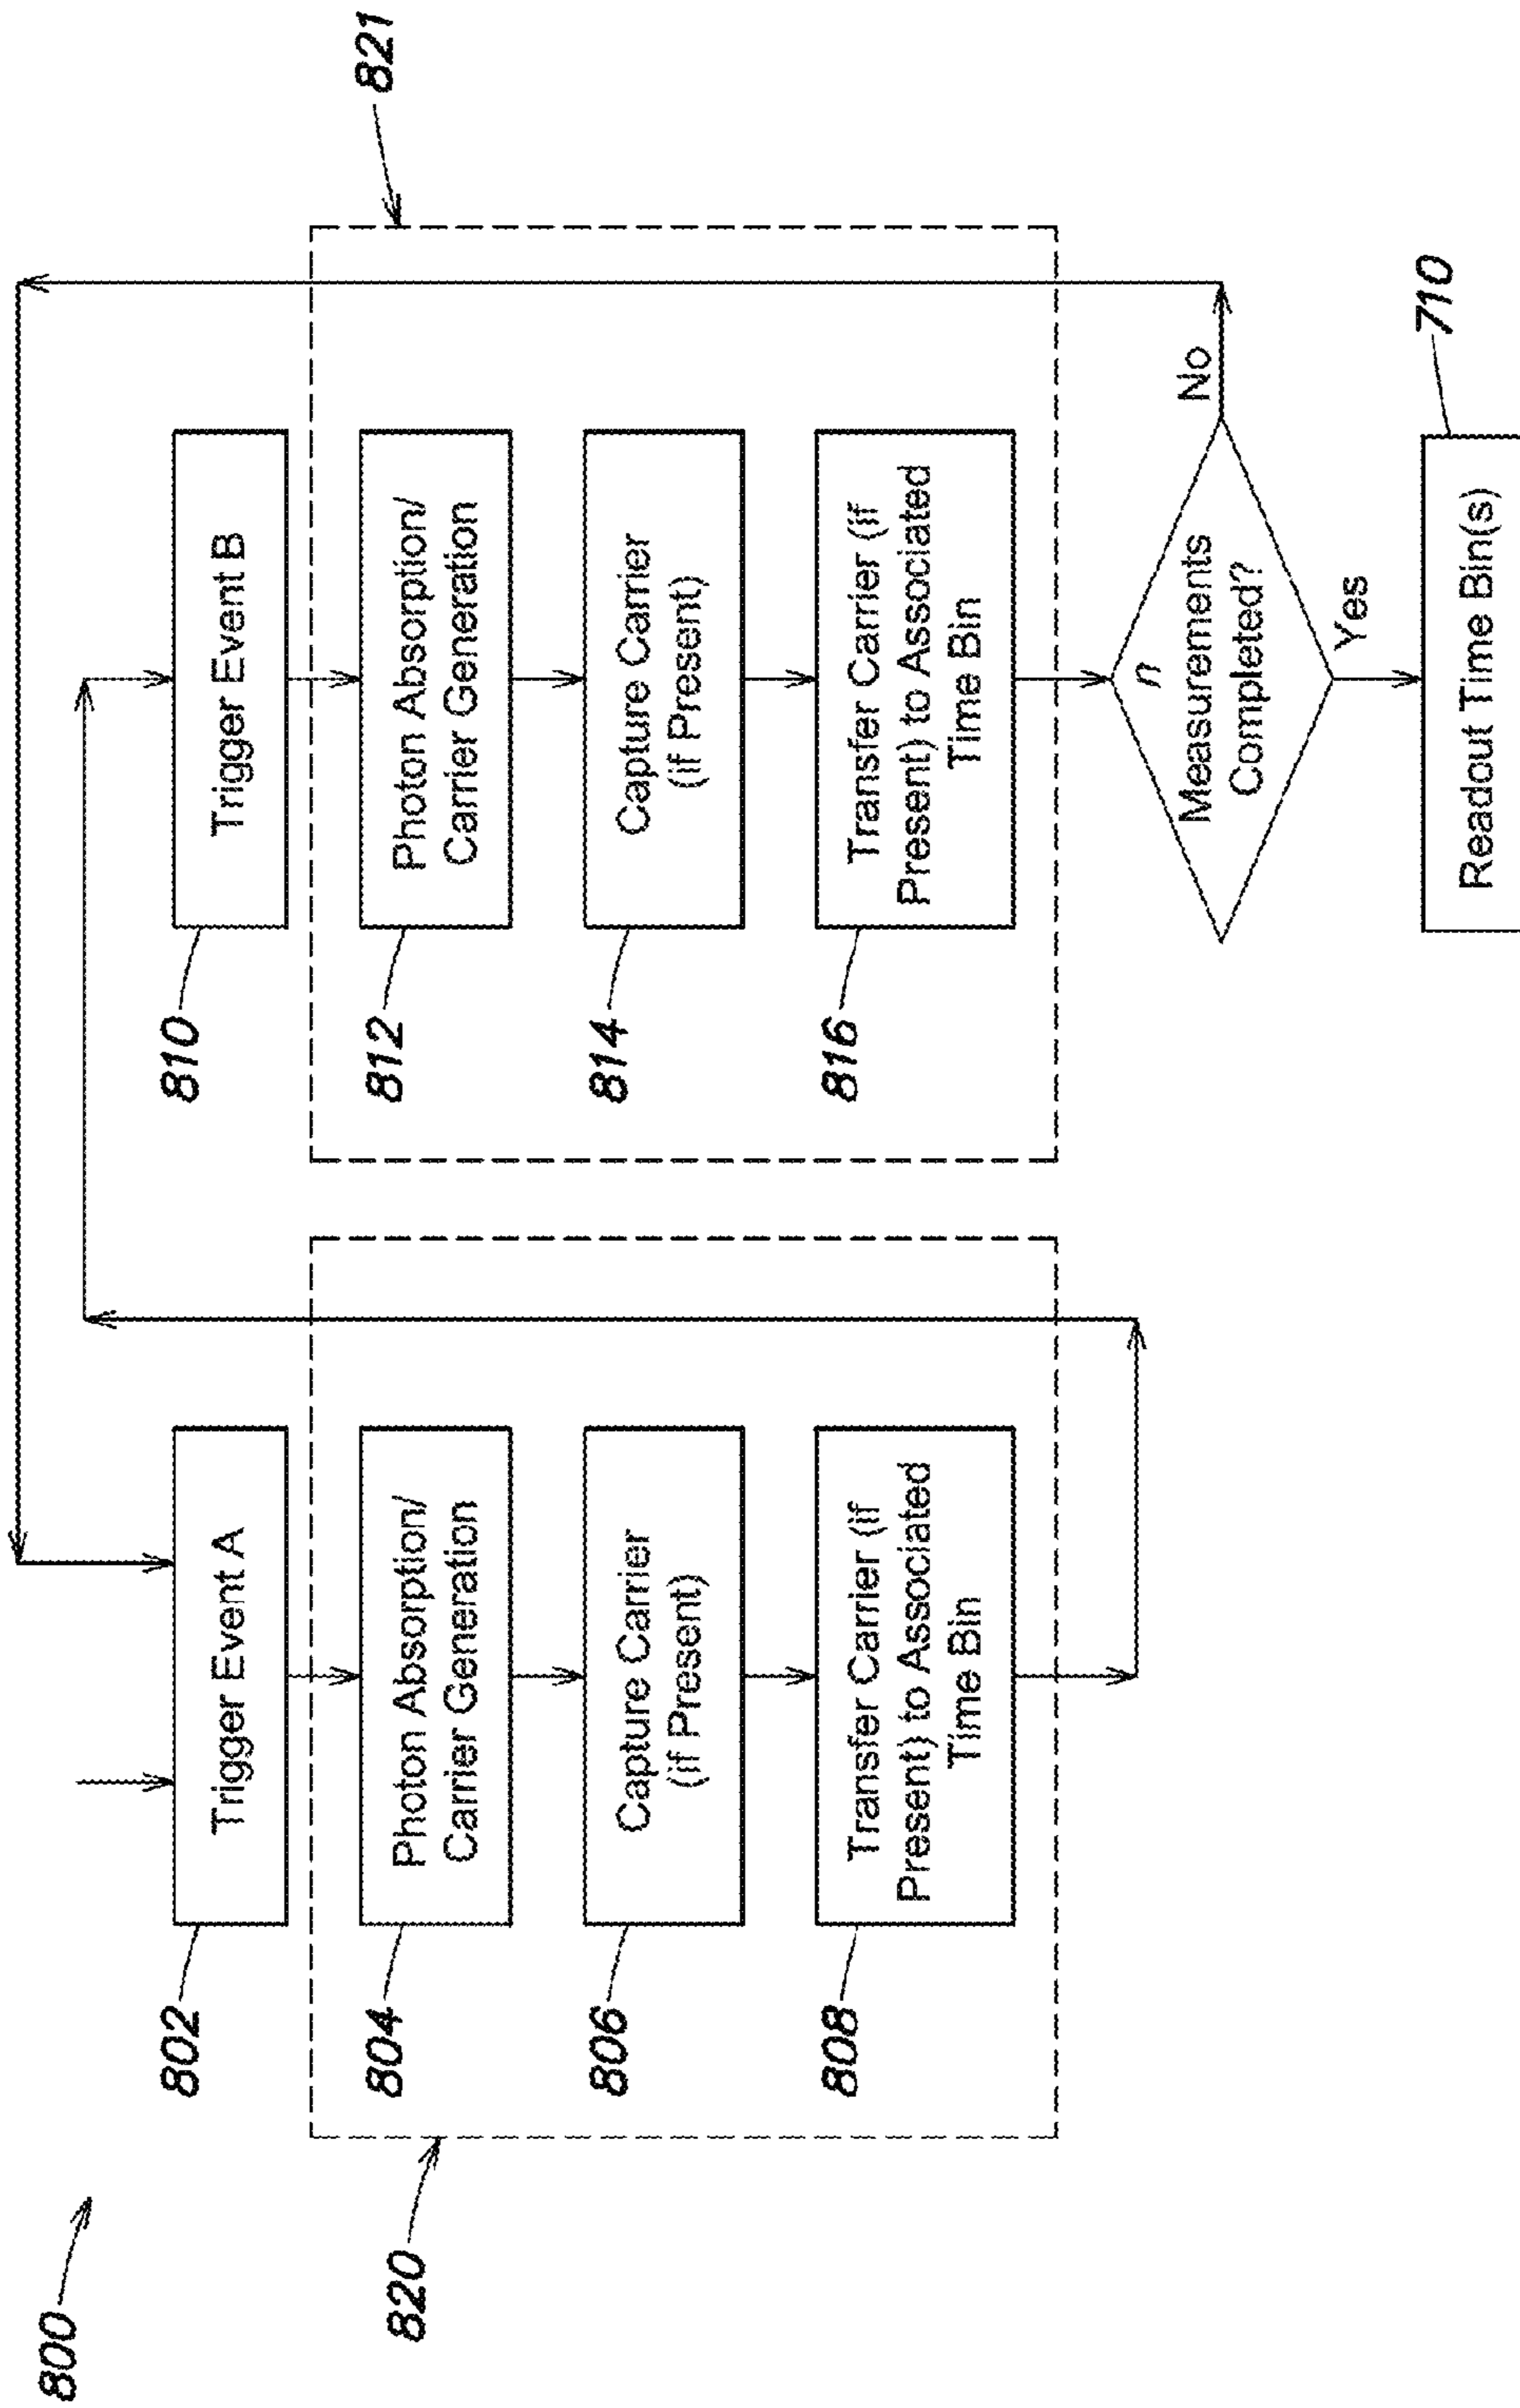 800
802
Trigger Event A
820
804
Photon Absorption/
Carrier Generation
806
Capture Carrier
(if Present)
808
Transfer Carrier (if
Present) to Associated
Time Bin
810
Trigger Event B
821
812
Photon Absorption/
Carrier Generation
814
Capture Carrier
(if Present)
816
Transfer Carrier (if
Present) to Associated
Time Bin
n
Measurements
Completed?
No
Yes
710
Readout Time Bin(s)